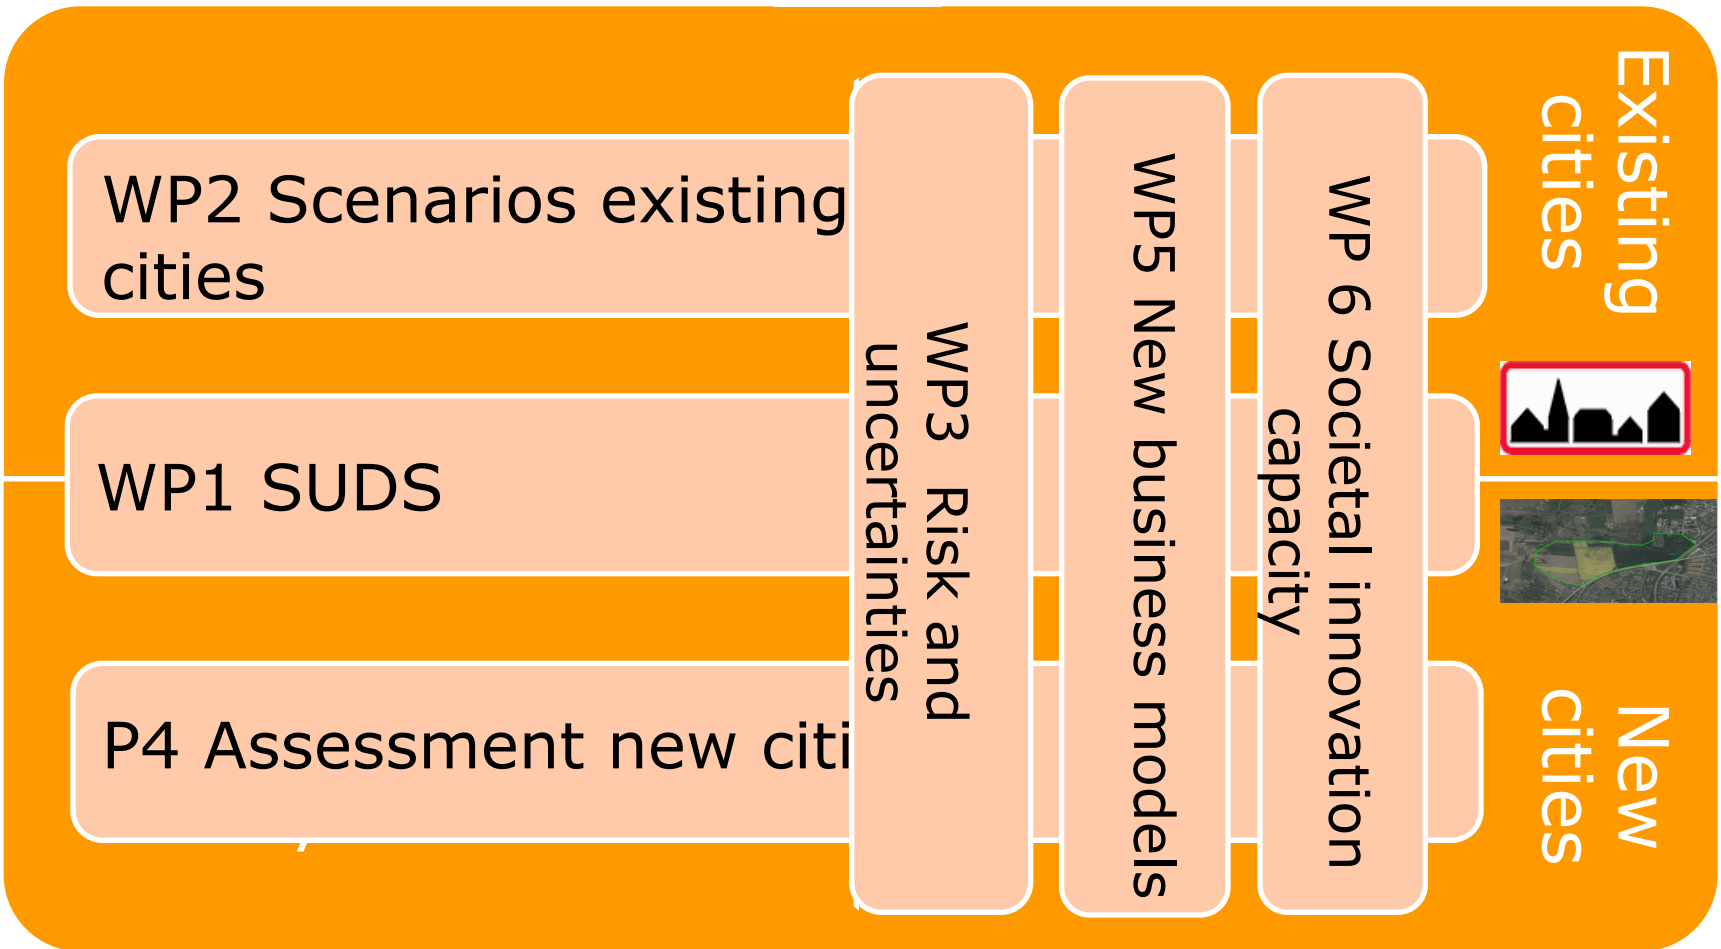 WP2 Scenarios existing
cities
WP1 SUDS
P4 Assessment new citi
WP3 Risk and
uncertainties
WP5 New business models
WP 6 Societal innovation
capacity
Existing
cities
New
cities